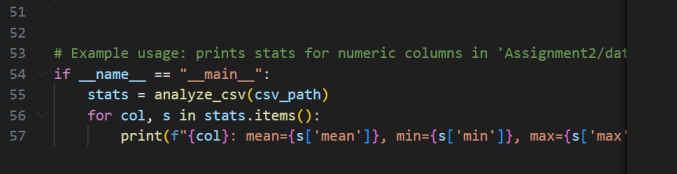 51
52
53 # Example usage: prints stats for numeric columns in 'Assignment2/dat
54 if __name__ == "__main__":
55 stats = analyze_csv(csv_path)
56 for col, s in stats.items():
57 print(f"{col}: mean={s['mean']}, min={s['min']}, max={s['max'